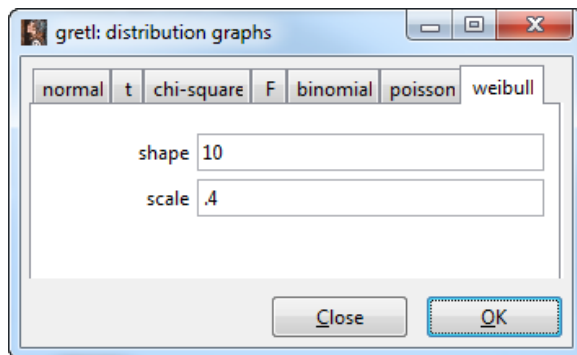 gretl: distribution graphs
normal t chi-square F binomial poisson weibull
shape 10
scale .4
Close OK